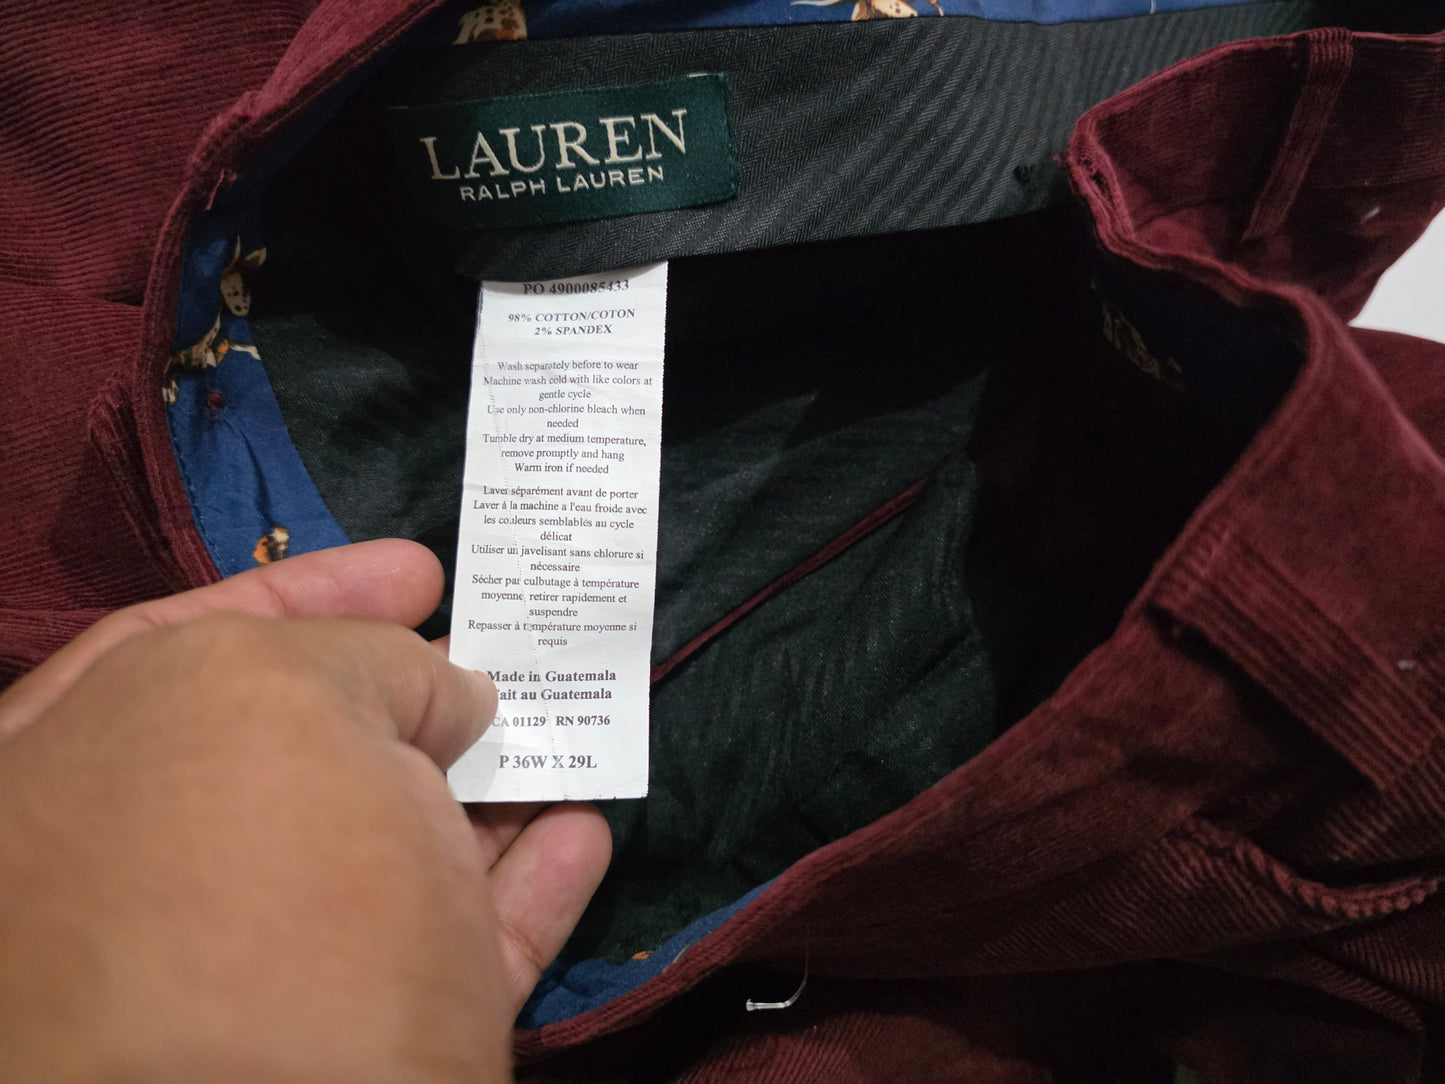 LAUREN
RALPH LAUREN
PO 4900085433
98% COTTON/COTON
2% SPANDEX
Wash separately before to wear
Machine wash cold with like colors at
gentle cycle
Use only non-chlorine bleach when
needed
Tumble dry at medium temperature,
remove promptly and hang
Warm iron if needed
Laver séparément avant de porter
Laver à la machine a l'eau froide avec
les couleurs semblablés au cycle
délicat
Utiliser un javelisant sans chlorure si
nécessaire
Sécher par culbutage à température
moyenne, retirer rapidement et
suspendre
Repasser à température moyenne si
requis
Made in Guatemala
ait au Guatemala
CA 01129 RN 90736
P 36W X 29L